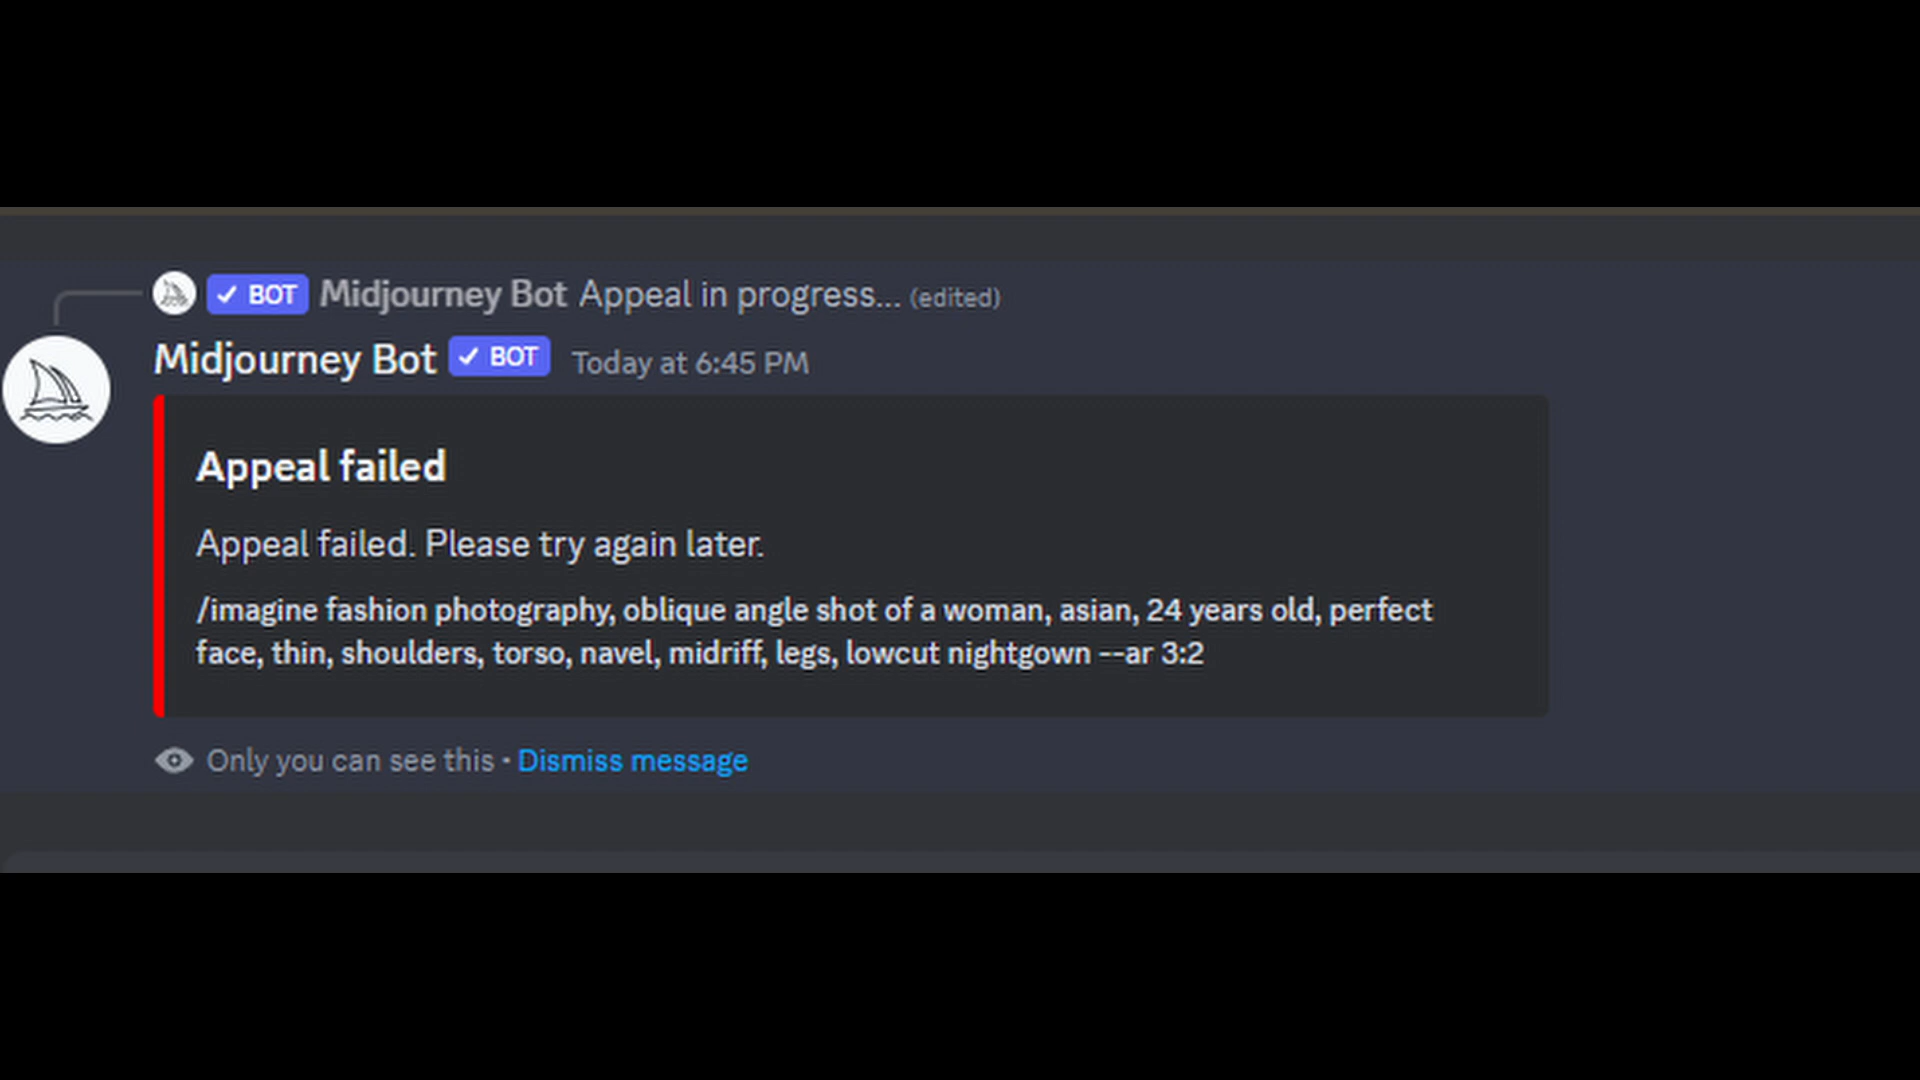 ✓ BOT Midjourney Bot Appeal in progress... (edited)
Midjourney Bot ✓ BOT Today at 6:45 PM
Appeal failed
Appeal failed. Please try again later.
/imagine fashion photography, oblique angle shot of a woman, asian, 24 years old, perfect
face, thin, shoulders, torso, navel, midriff, legs, lowcut nightgown --ar 3:2
Only you can see this • Dismiss message